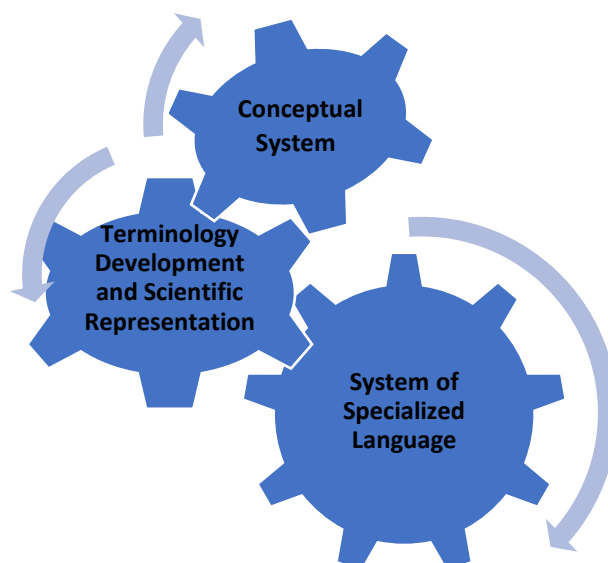 Conceptual
System
Terminology
Development
and Scientific
Representation
System of
Specialized
Language